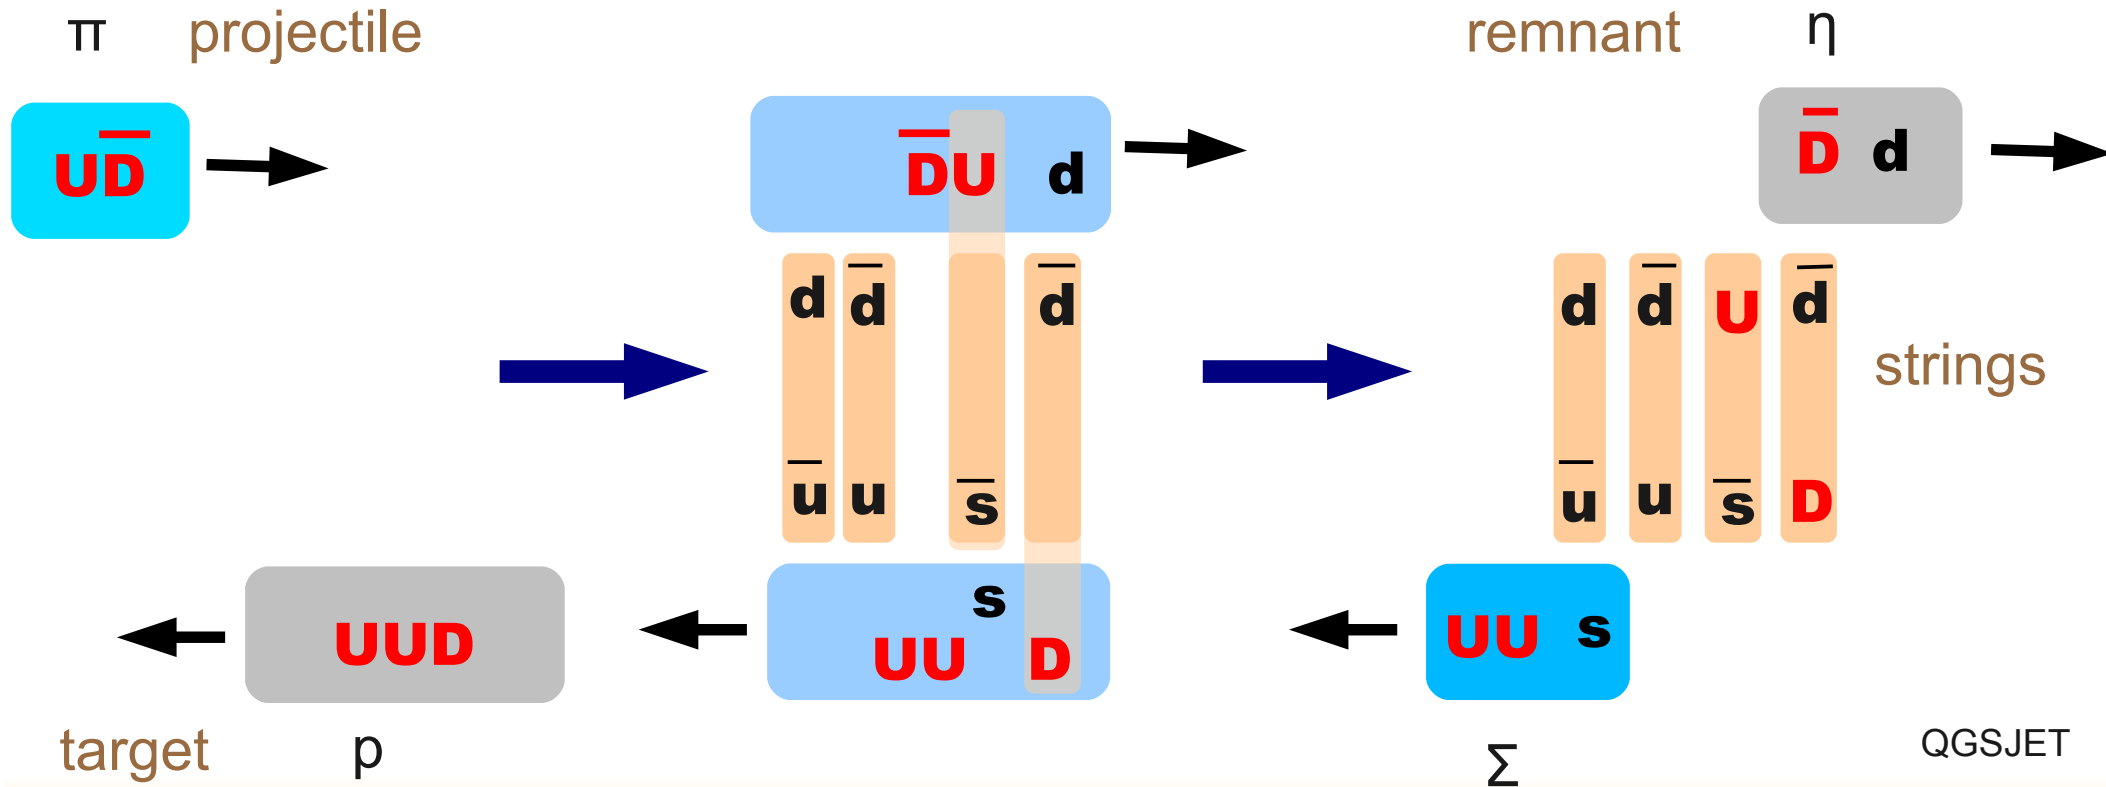 π projectile remnant η
UD̅ D̅U d D̅ d
d d̅ d̅ d d̅ U d̅
strings
u̅ u s̅ u̅ u s̅ D
s
UUD UU D UU s
target p Σ QGSJET